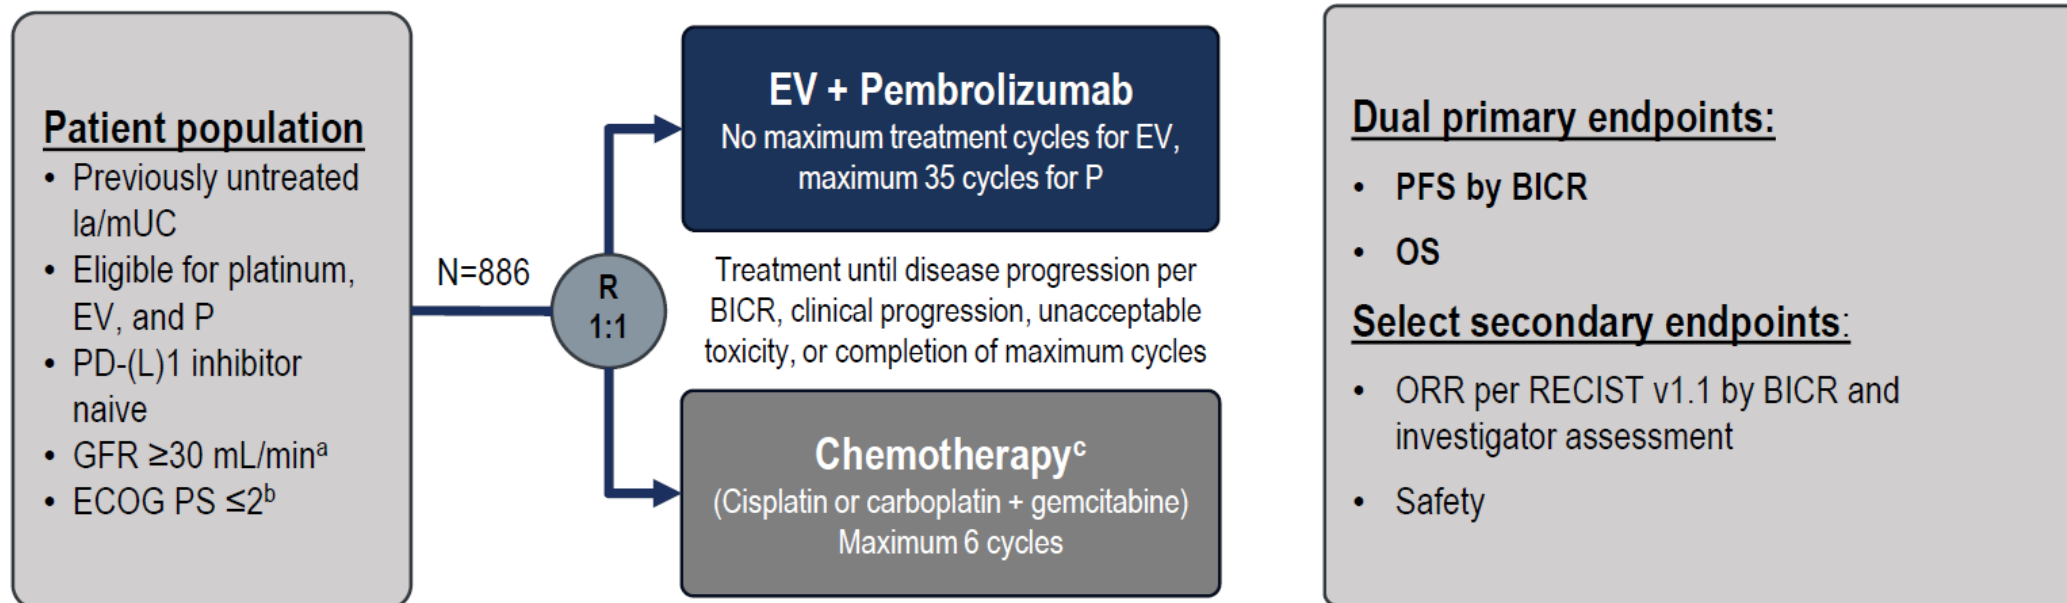 Patient population
• Previously untreated
la/mUC
• Eligible for platinum,
EV, and P
• PD-(L)1 inhibitor
naive
• GFR ≥30 mL/minᵃ
• ECOG PS ≤2ᵇ
N=886
R
1:1
EV + Pembrolizumab
No maximum treatment cycles for EV,
maximum 35 cycles for P
Treatment until disease progression per
BICR, clinical progression, unacceptable
toxicity, or completion of maximum cycles
Chemotherapyᶜ
(Cisplatin or carboplatin + gemcitabine)
Maximum 6 cycles
Dual primary endpoints:
• PFS by BICR
• OS
Select secondary endpoints:
• ORR per RECIST v1.1 by BICR and
investigator assessment
• Safety